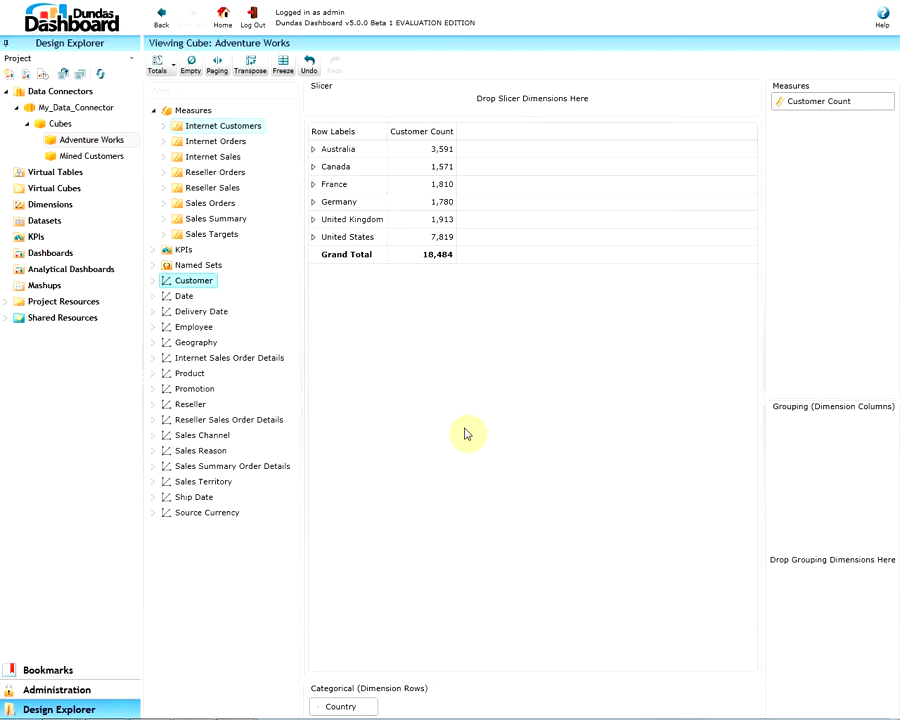 Dundas
Dashboard
Back
Home
Log Out
Logged in as admin
Dundas Dashboard v5.0.0 Beta 1 EVALUATION EDITION
Help
Design Explorer
Viewing Cube: Adventure Works
Project
Totals
Empty
Paging
Transpose
Freeze
Undo
Redo
Data Connectors
My_Data_Connector
Cubes
Adventure Works
Mined Customers
Virtual Tables
Virtual Cubes
Dimensions
Datasets
KPIs
Dashboards
Analytical Dashboards
Mashups
Project Resources
Shared Resources
Bookmarks
Administration
Design Explorer
Measures
Internet Customers
Internet Orders
Internet Sales
Reseller Orders
Reseller Sales
Sales Orders
Sales Summary
Sales Targets
KPIs
Named Sets
Customer
Date
Delivery Date
Employee
Geography
Internet Sales Order Details
Product
Promotion
Reseller
Reseller Sales Order Details
Sales Channel
Sales Reason
Sales Summary Order Details
Sales Territory
Ship Date
Source Currency
Slicer
Drop Slicer Dimensions Here
Row Labels Customer Count
Australia 3,591
Canada 1,571
France 1,810
Germany 1,780
United Kingdom 1,913
United States 7,819
Grand Total 18,484
Categorical (Dimension Rows)
Country
Measures
Customer Count
Grouping (Dimension Columns)
Drop Grouping Dimensions Here